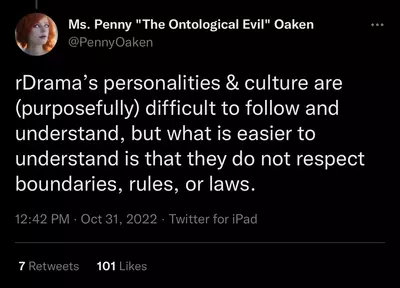 Ms. Penny "The Ontological Evil" Oaken
@PennyOaken
rDrama’s personalities & culture are
(purposefully) difficult to follow and
understand, but what is easier to
understand is that they do not respect
boundaries, rules, or laws.
12:42 PM · Oct 31, 2022 · Twitter for iPad
7 Retweets 101 Likes